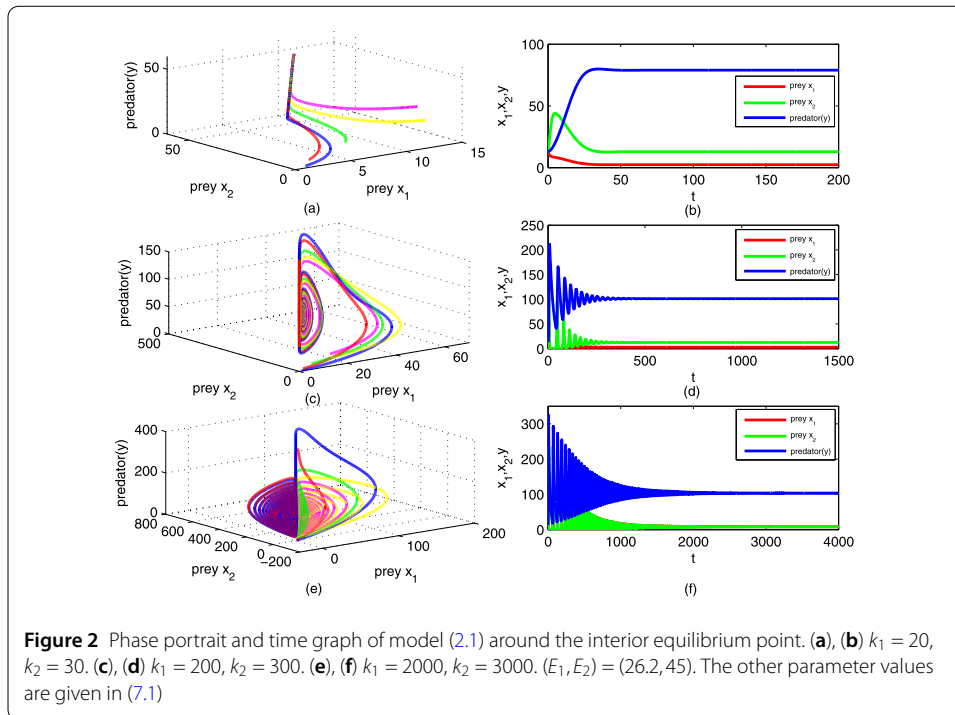 predator(y)
50
0
50
0
0
5
10
15
prey x₂
prey x₁
(a)
x₁,x₂,y
100
50
0
0
50
100
150
200
t
(b)
prey x₁
prey x₂
predator(y)
predator(y)
150
100
50
0
500
0
0
20
40
60
prey x₂
prey x₁
(c)
x₁,x₂,y
250
200
150
100
50
0
0
500
1000
1500
t
(d)
prey x₁
prey x₂
predator(y)
predator(y)
400
200
0
800
600
400
200
0
−200
0
100
200
prey x₂
prey x₁
(e)
x₁,x₂,y
300
200
100
0
0
1000
2000
3000
4000
t
(f)
prey x₁
prey x₂
predator(y)
Figure 2 Phase portrait and time graph of model (2.1) around the interior equilibrium point. (a), (b) k₁ = 20,
k₂ = 30. (c), (d) k₁ = 200, k₂ = 300. (e), (f) k₁ = 2000, k₂ = 3000. (E₁, E₂) = (26.2, 45). The other parameter values
are given in (7.1)